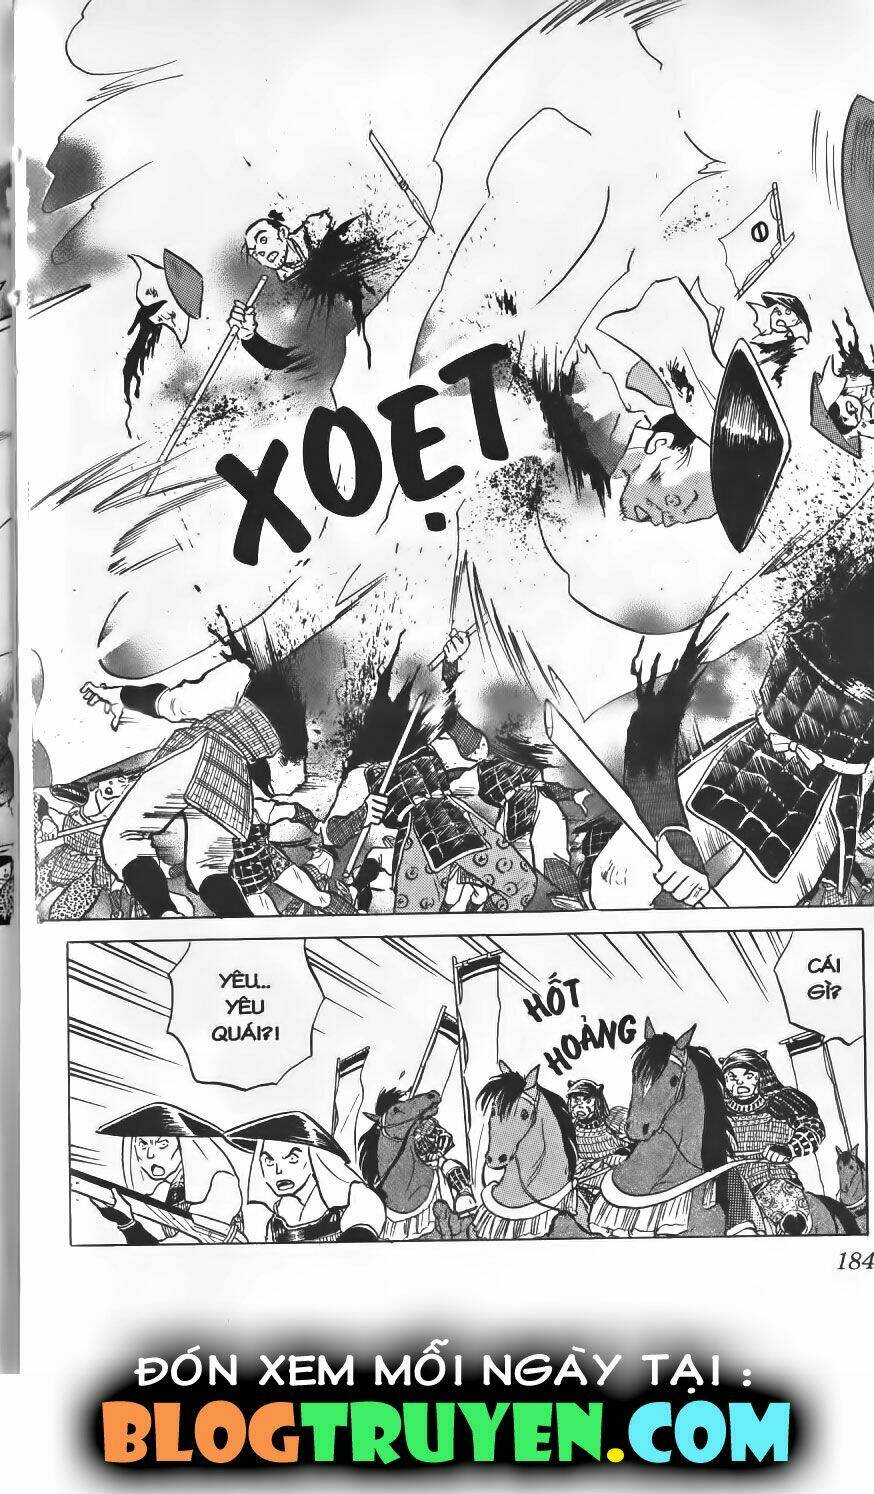 XOẸT
CÁI
GÌ?
HỐT
HOẢNG
YÊU...
YÊU
QUÁI?!
184
ĐÓN XEM MỖI NGÀY TẠI :
BLOGTRUYEN.COM